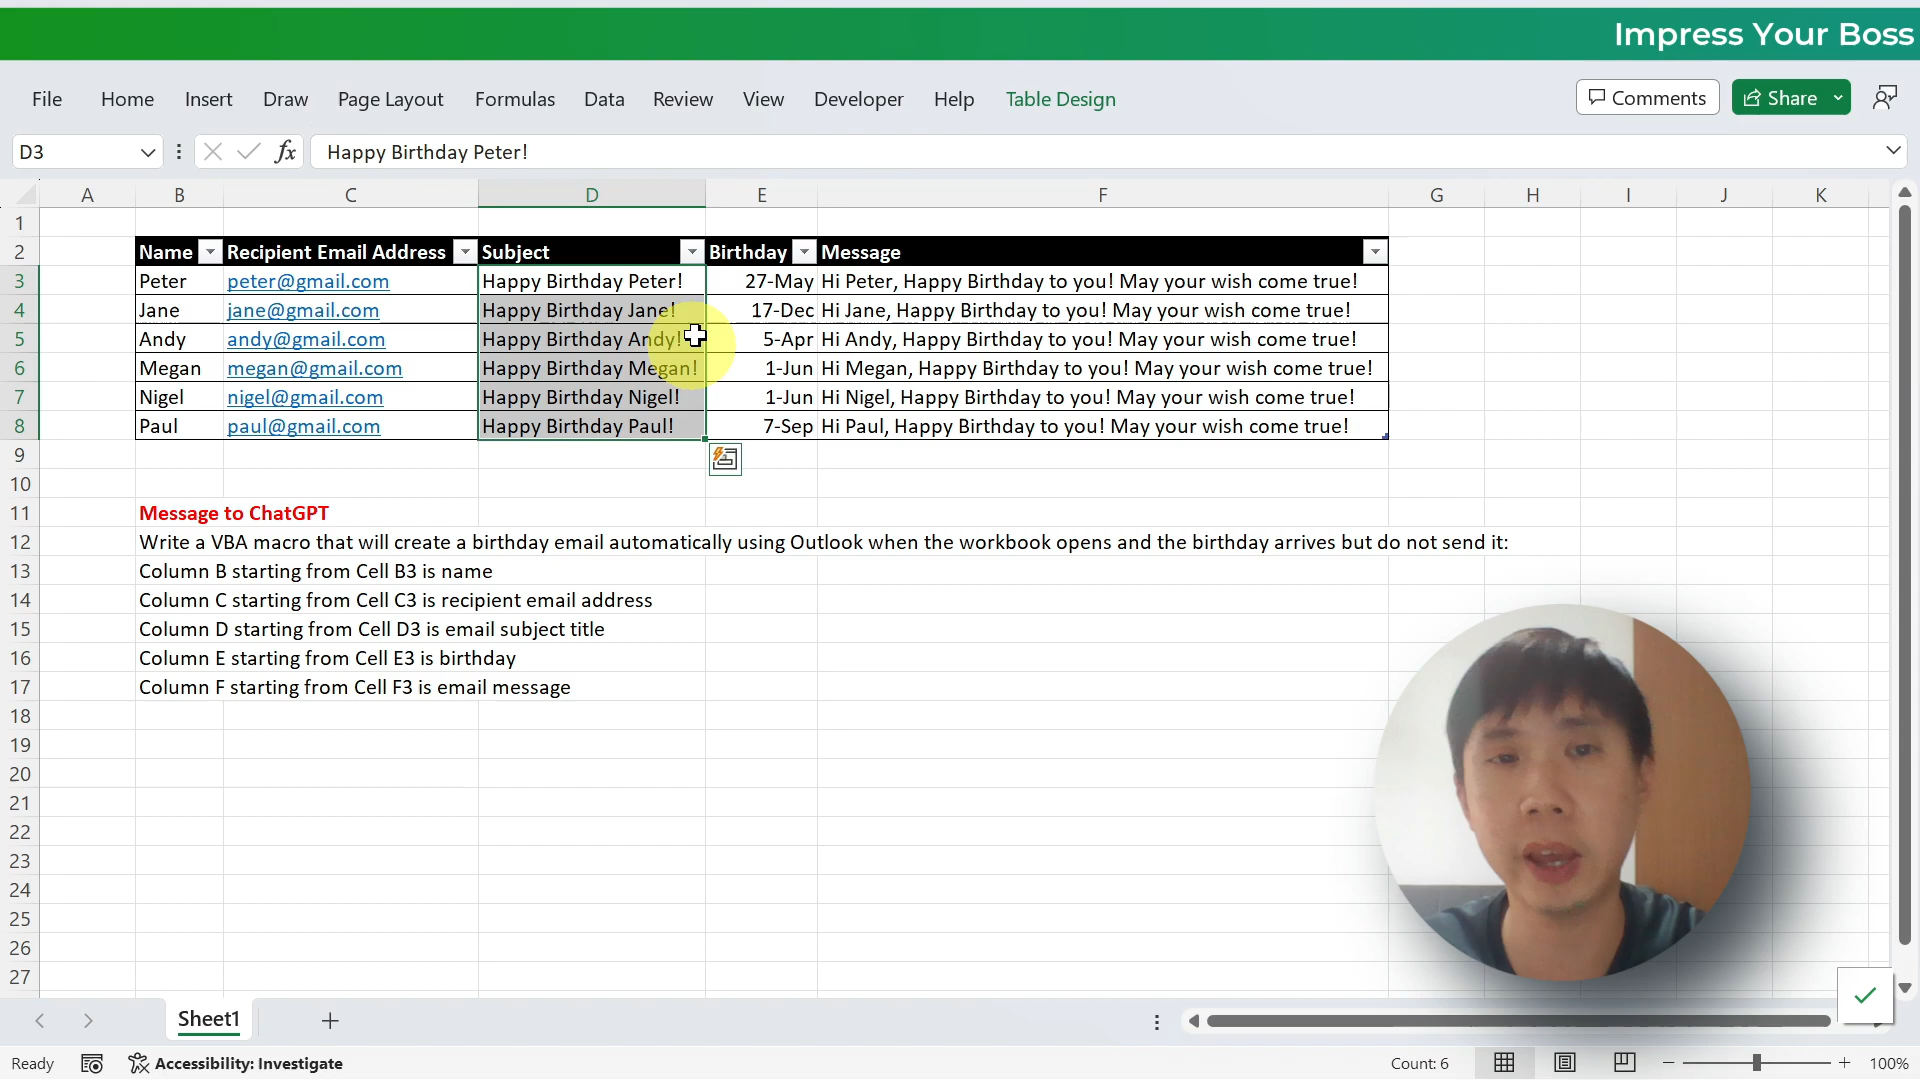 Impress Your Boss
File Home Insert Draw Page Layout Formulas Data Review View Developer Help Table Design Comments Share
D3 fx Happy Birthday Peter!
A B C D E F G H I J K
1
2 Name Recipient Email Address Subject Birthday Message
3 Peter peter@gmail.com Happy Birthday Peter! 27-May Hi Peter, Happy Birthday to you! May your wish come true!
4 Jane jane@gmail.com Happy Birthday Jane! 17-Dec Hi Jane, Happy Birthday to you! May your wish come true!
5 Andy andy@gmail.com Happy Birthday Andy! 5-Apr Hi Andy, Happy Birthday to you! May your wish come true!
6 Megan megan@gmail.com Happy Birthday Megan! 1-Jun Hi Megan, Happy Birthday to you! May your wish come true!
7 Nigel nigel@gmail.com Happy Birthday Nigel! 1-Jun Hi Nigel, Happy Birthday to you! May your wish come true!
8 Paul paul@gmail.com Happy Birthday Paul! 7-Sep Hi Paul, Happy Birthday to you! May your wish come true!
9
10
11 Message to ChatGPT
12 Write a VBA macro that will create a birthday email automatically using Outlook when the workbook opens and the birthday arrives but do not send it:
13 Column B starting from Cell B3 is name
14 Column C starting from Cell C3 is recipient email address
15 Column D starting from Cell D3 is email subject title
16 Column E starting from Cell E3 is birthday
17 Column F starting from Cell F3 is email message
18
19
20
21
22
23
24
25
26
27
Sheet1
Ready Accessibility: Investigate Count: 6 100%